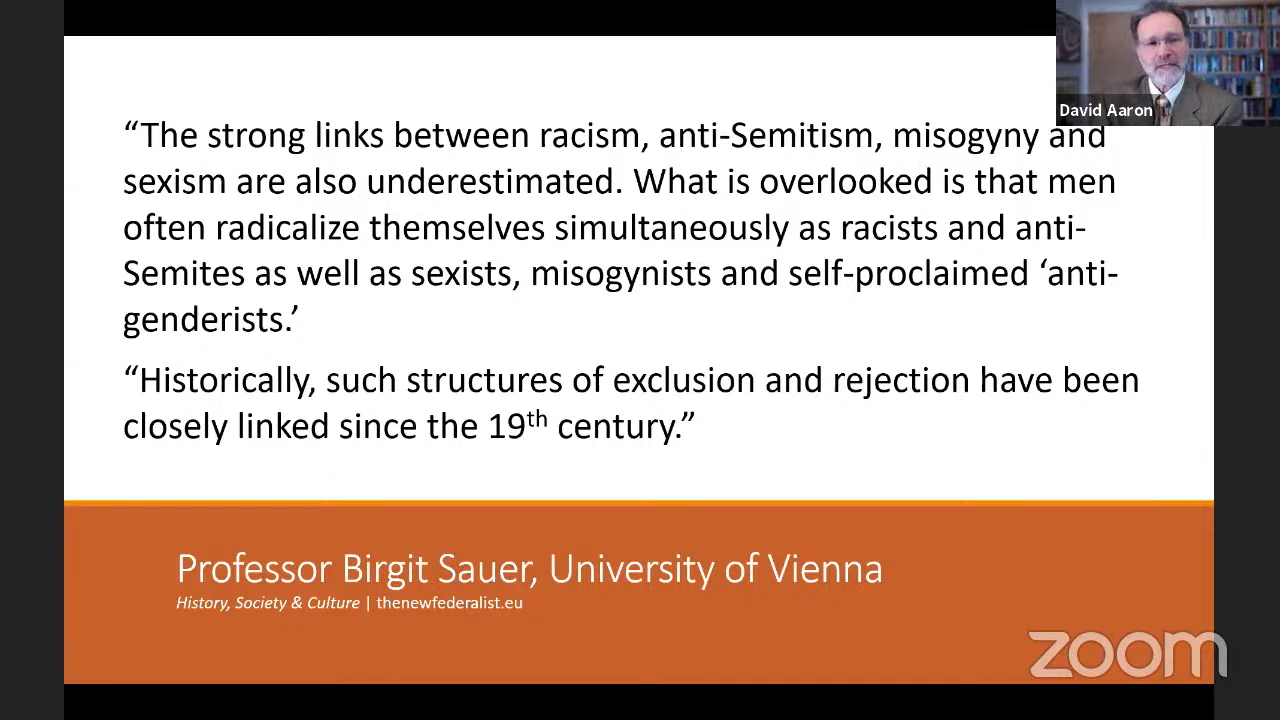 David Aaron
“The strong links between racism, anti-Semitism, misogyny and
sexism are also underestimated. What is overlooked is that men
often radicalize themselves simultaneously as racists and anti-
Semites as well as sexists, misogynists and self-proclaimed ‘anti-
genderists.’
“Historically, such structures of exclusion and rejection have been
closely linked since the 19th century.”
Professor Birgit Sauer, University of Vienna
History, Society & Culture | thenewfederalist.eu
zoom